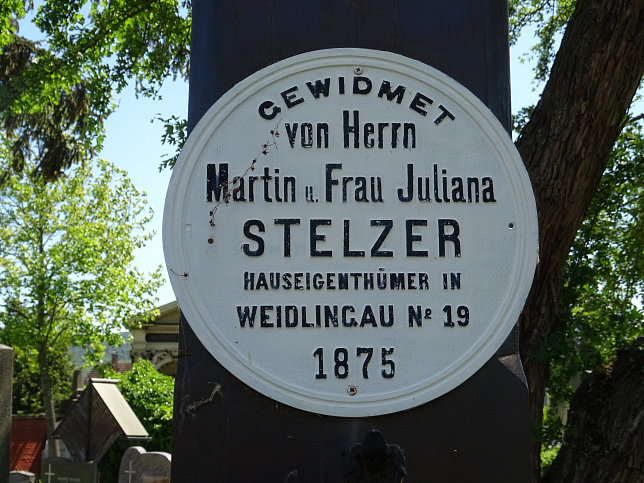 GEWIDMET
von Herrn
Martin u. Frau Juliana
STELZER
HAUSEIGENTHÜMER IN
WEIDLINGAU Nº 19
1875